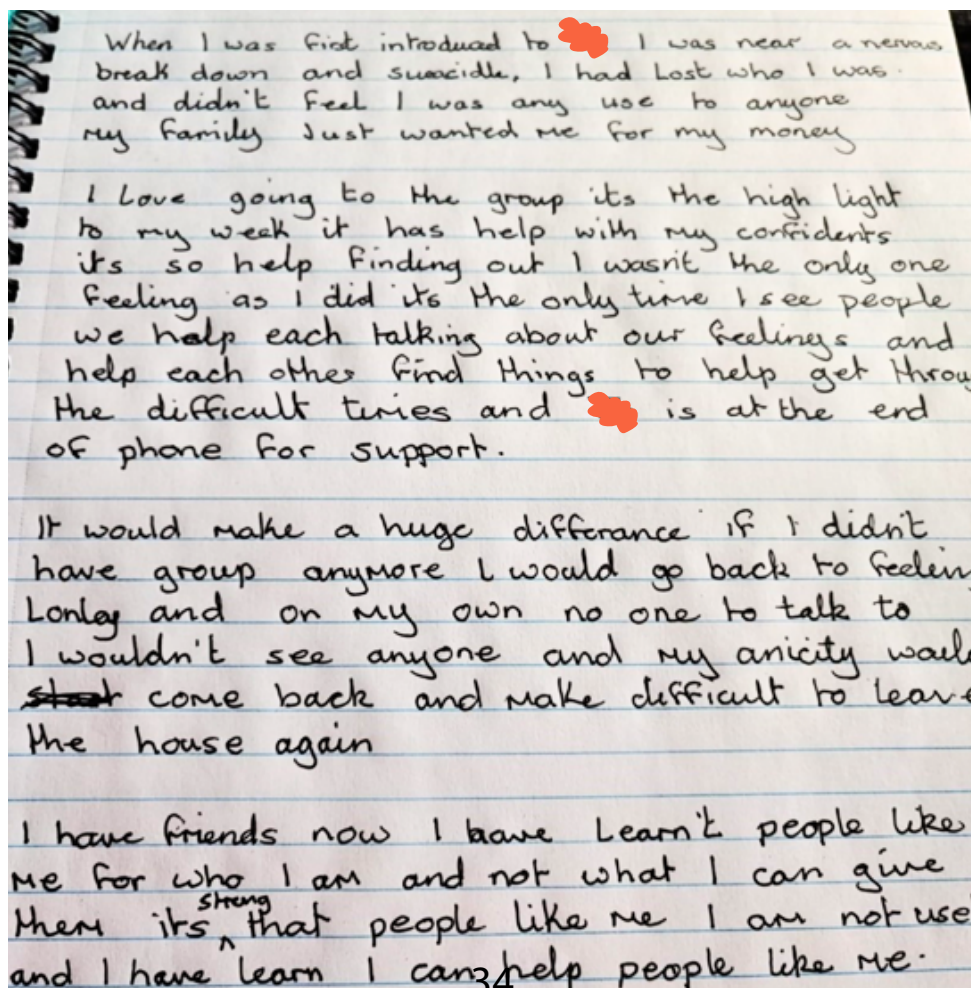 When I was fist introducad to I was near a nervous
break down and suacidle, I had Lost who I was.
and didn't feel I was any use to anyone
my family Just wanted me for my money
I Love going to the group its the high light
to my week it has help with my confidents
its so help finding out I wasn't the only one
feeling as I did its the only time I see people
we help each talking about our feelings and
help each other find things to help get throu
the difficult times and is at the end
of phone for support.
It would make a huge differance if I didn't
have group anymore I would go back to feelin
Lonley and on my own no one to talk to
I wouldn't see anyone and my anicity woul
come back and make difficult to leave
the house again
I have friends now I have Learn't people like
me for who I am and not what I can give
them its strang that people like me I am not use
and I have learn I can help people like me.
34